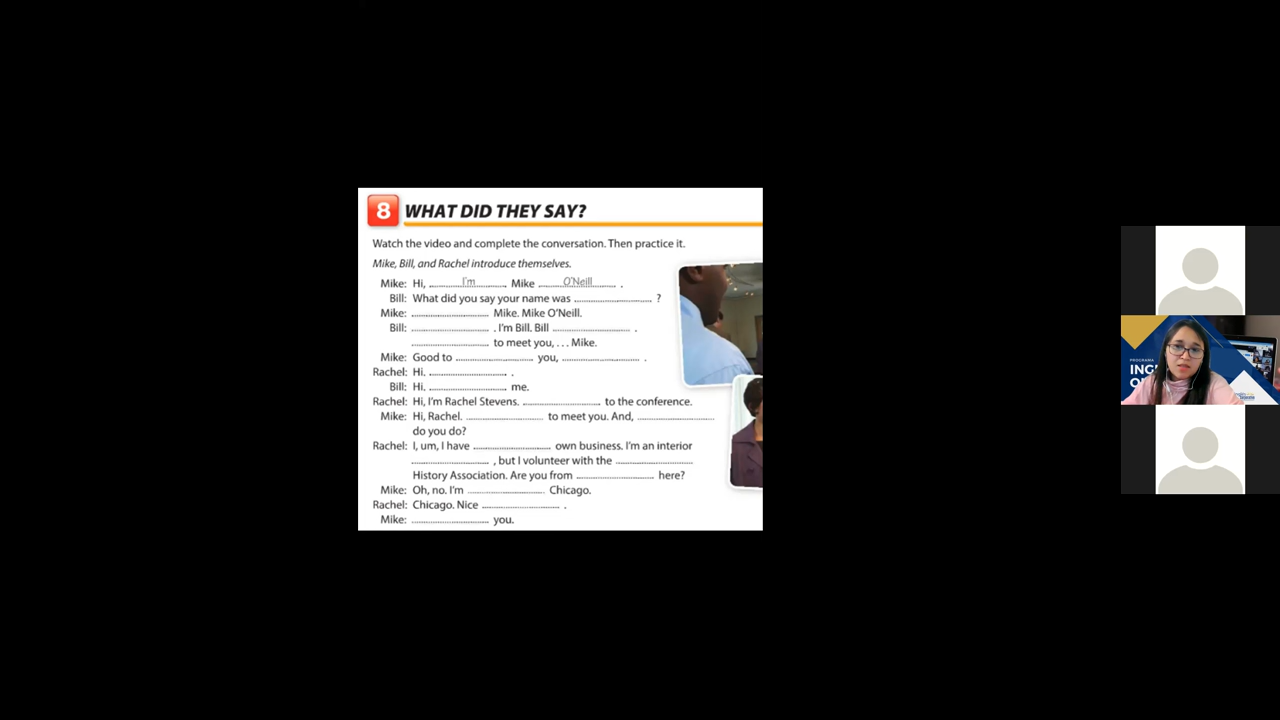 8 WHAT DID THEY SAY?
Watch the video and complete the conversation. Then practice it.
Mike, Bill, and Rachel introduce themselves.
Mike: Hi, I'm Mike O'Neill .
Bill: What did you say your name was ?
Mike: Mike. Mike O'Neill.
Bill: . I'm Bill. Bill .
to meet you, . . . Mike.
Mike: Good to you, .
Rachel: Hi. .
Bill: Hi. me.
Rachel: Hi, I'm Rachel Stevens. to the conference.
Mike: Hi, Rachel. to meet you. And,
do you do?
Rachel: I, um, I have own business. I'm an interior
, but I volunteer with the
History Association. Are you from here?
Mike: Oh, no. I'm Chicago.
Rachel: Chicago. Nice .
Mike: you.
PROGRAMA